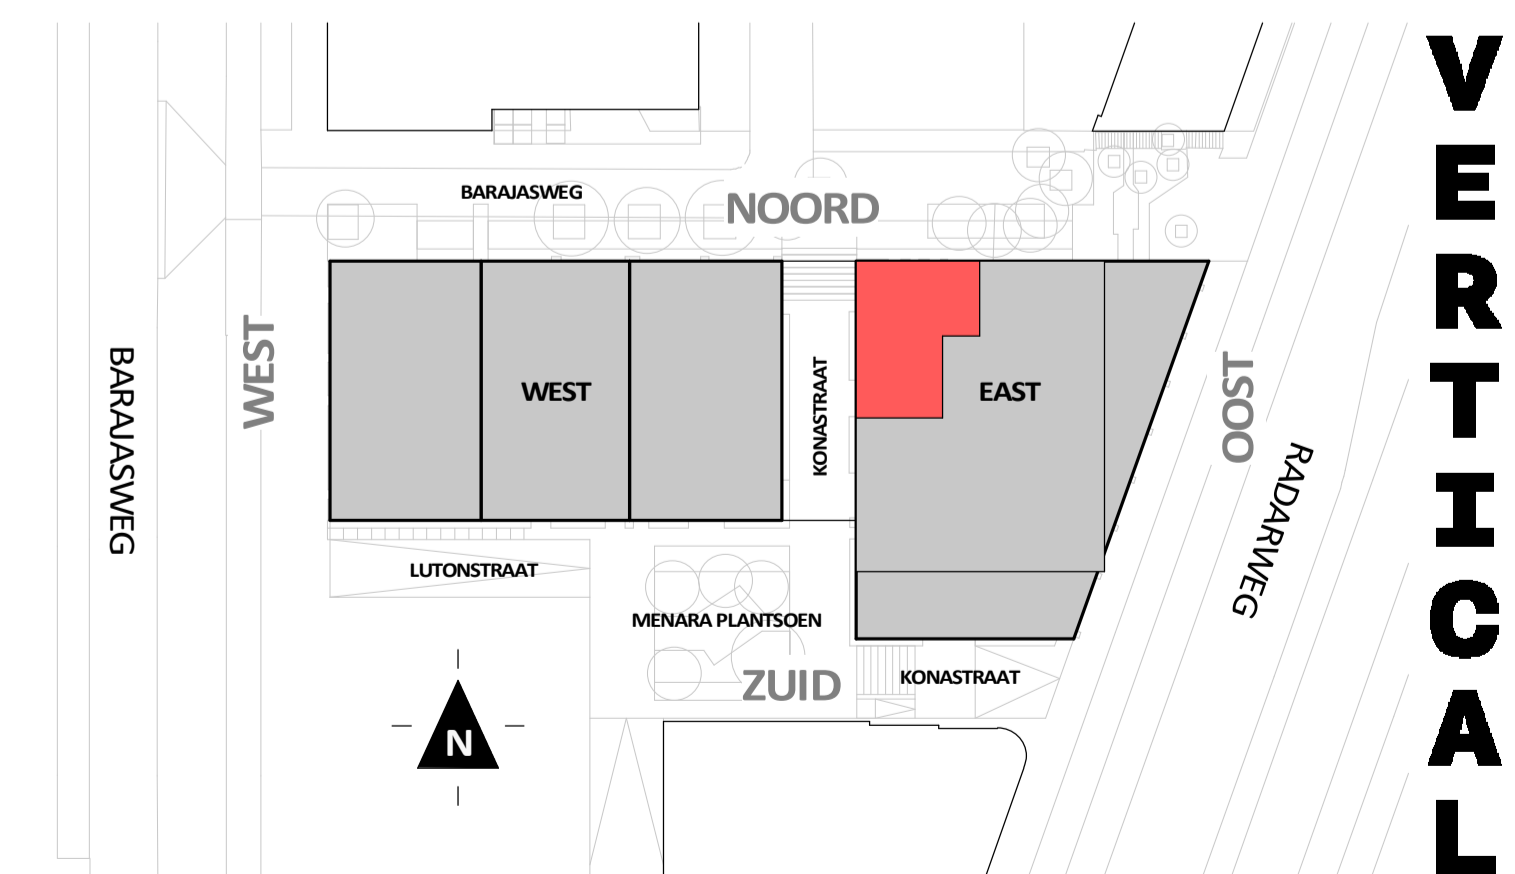 BARAJASWEG
NOORD
WEST
BARAJASWEG
WEST
KONASTRAAT
EAST
OOST
RADARWEG
LUTONSTRAAT
MENARA PLANTSOEN
ZUID
KONASTRAAT
N
VERTICAL